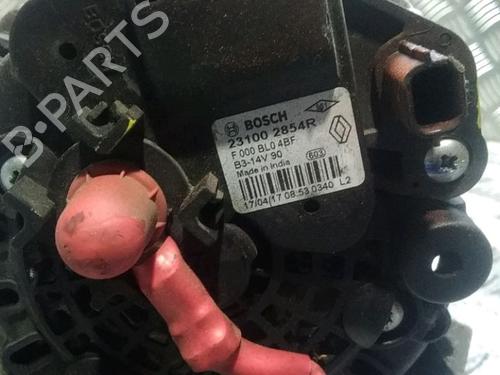 BOSCH
23100 2854R
F 000 BL0 4BF
B3-14V 90
Made in India
603
17/04/17 08:53 0340 L2